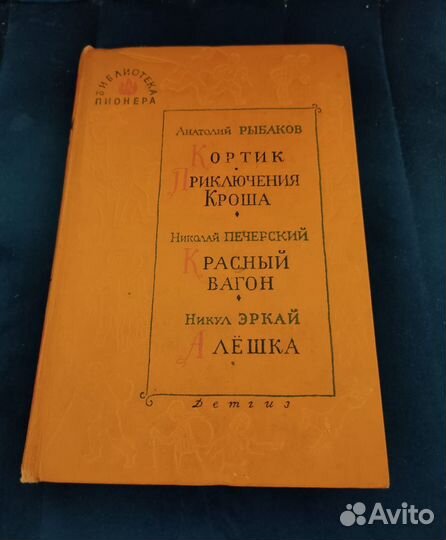 БИБЛИОТЕКА
ПИОНЕРА
Анатолий РЫБАКОВ
КОРТИК
ПРИКЛЮЧЕНИЯ
КРОША
Николай ПЕЧЕРСКИЙ
КРАСНЫЙ
ВАГОН
Никул ЭРКАЙ
АЛЁШКА
Детгиз
Avito